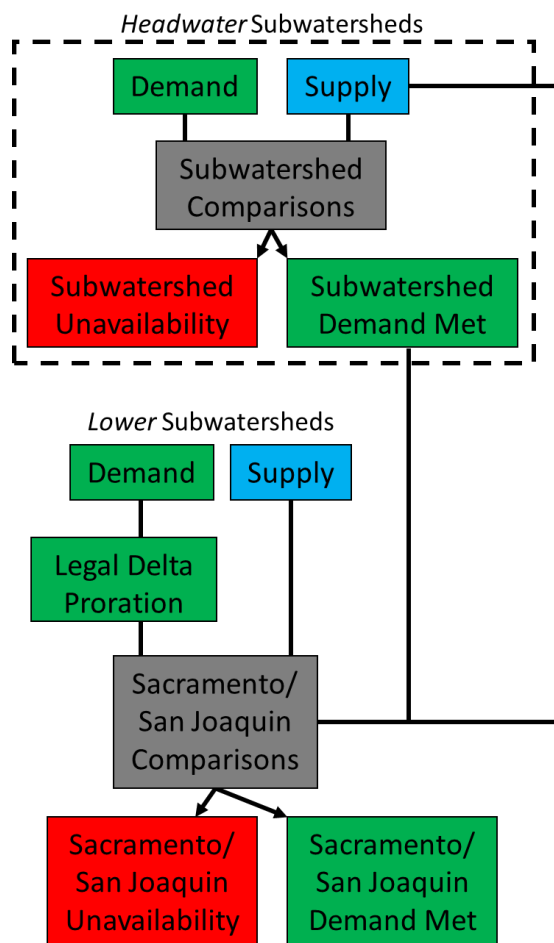 Headwater Subwatersheds
Demand
Supply
Subwatershed
Comparisons
Subwatershed
Unavailability
Subwatershed
Demand Met
Lower Subwatersheds
Demand
Supply
Legal Delta
Proration
Sacramento/
San Joaquin
Comparisons
Sacramento/
San Joaquin
Unavailability
Sacramento/
San Joaquin
Demand Met